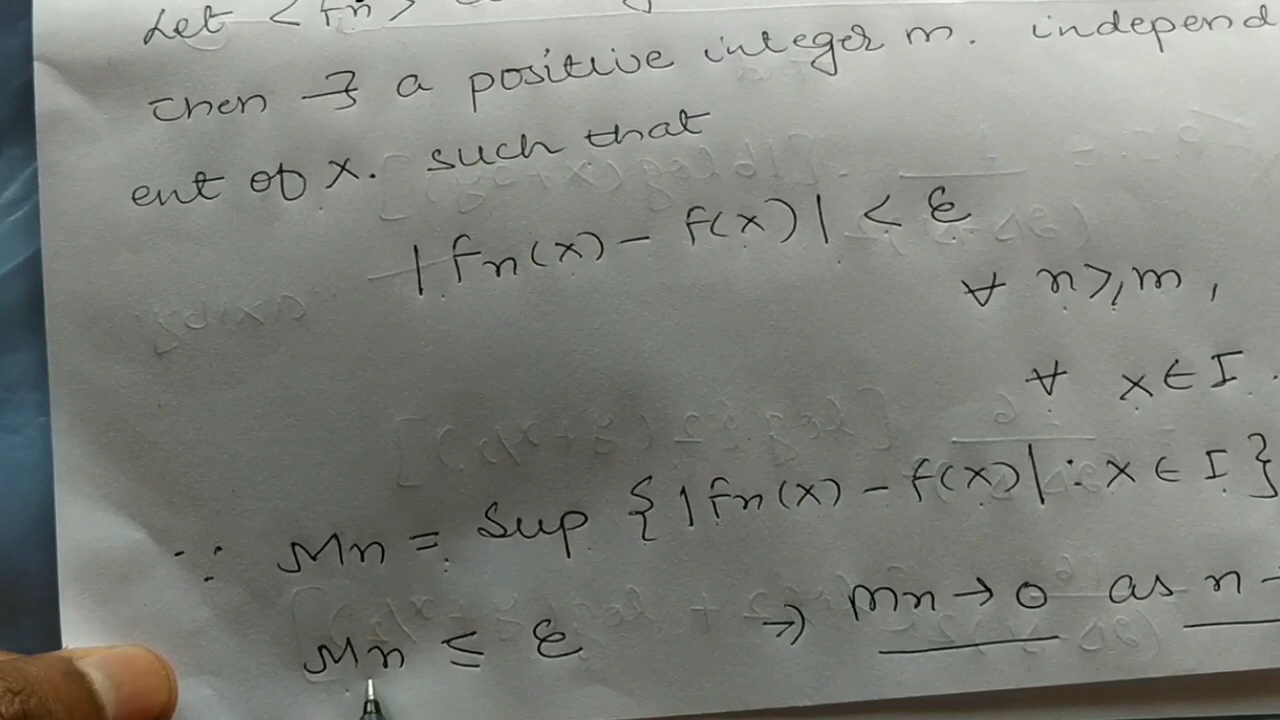 Let <fn>
then ∃ a positive integer m. independ
ent of x. such that
|fn(x) - f(x)| < ε
∀ n ≥ m,
∀ x ∈ I.
∵ Mn = Sup {|fn(x) - f(x)| : x ∈ I}
Mn ≤ ε ⇒ Mn → 0 as n →